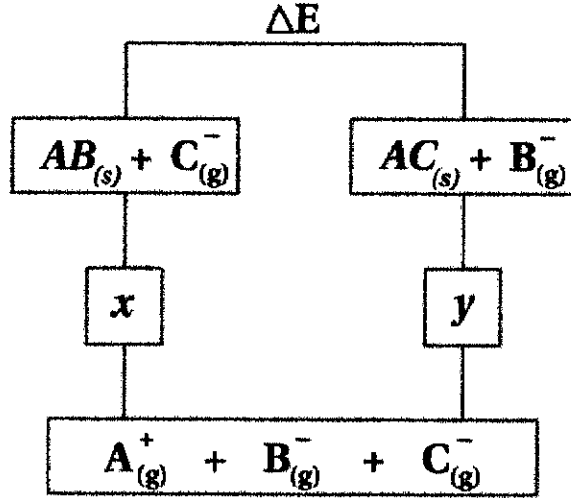 ΔE
AB(s) + C⁻(g)
AC(s) + B⁻(g)
x
y
A⁺(g) + B⁻(g) + C⁻(g)